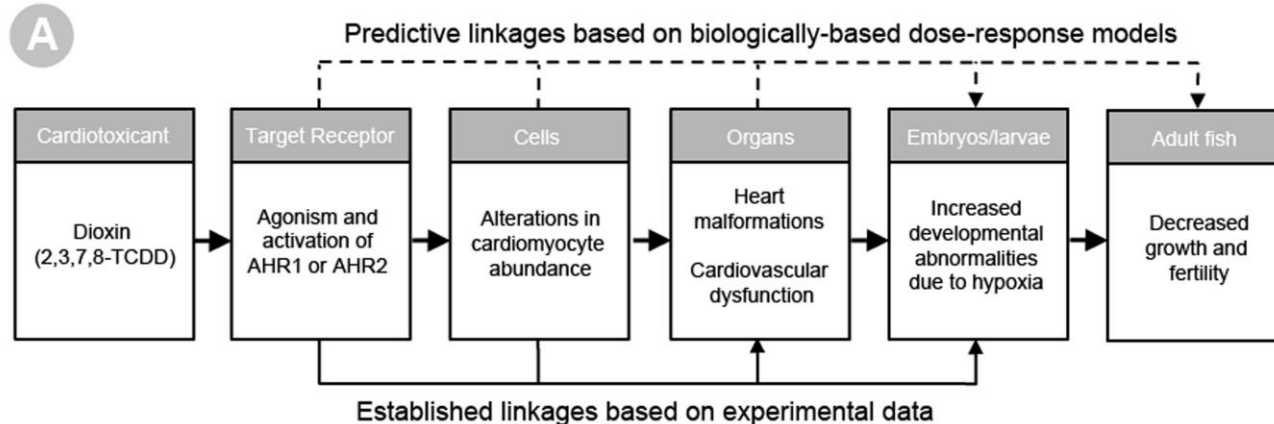 A
Predictive linkages based on biologically-based dose-response models
Cardiotoxicant
Dioxin
(2,3,7,8-TCDD)
Target Receptor
Agonism and
activation of
AHR1 or AHR2
Cells
Alterations in
cardiomyocyte
abundance
Organs
Heart
malformations
Cardiovascular
dysfunction
Embryos/larvae
Increased
developmental
abnormalities
due to hypoxia
Adult fish
Decreased
growth and
fertility
Established linkages based on experimental data